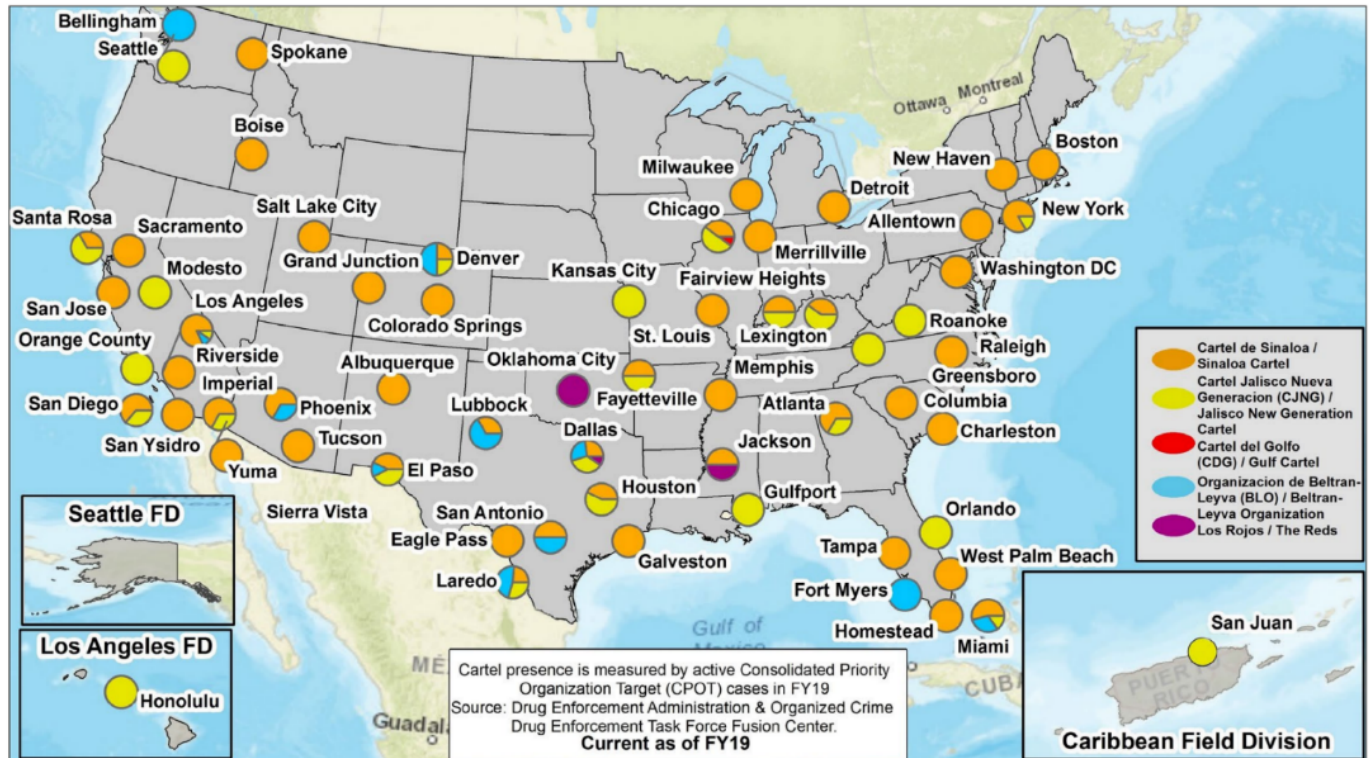 Bellingham
Seattle
Spokane
Boise
Ottawa
Montreal
Boston
New Haven
Milwaukee
Detroit
Salt Lake City
Chicago
Allentown
New York
Santa Rosa
Sacramento
Grand Junction
Denver
Merrillville
Modesto
Kansas City
Fairview Heights
Washington DC
San Jose
Los Angeles
Colorado Springs
St. Louis
Lexington
Roanoke
Orange County
Riverside
Albuquerque
Oklahoma City
Memphis
Raleigh
Imperial
Fayetteville
Greensboro
San Diego
Phoenix
Lubbock
Atlanta
Columbia
San Ysidro
Tucson
Dallas
Jackson
Charleston
Yuma
El Paso
Houston
Gulfport
Sierra Vista
San Antonio
Orlando
Eagle Pass
Galveston
Tampa
West Palm Beach
Laredo
Fort Myers
Homestead
Miami
Gulf of
Mexico
MÉ
CUBA
Guadal
Cartel de Sinaloa /
Sinaloa Cartel
Cartel Jalisco Nueva
Generacion (CJNG) /
Jalisco New Generation
Cartel
Cartel del Golfo
(CDG) / Gulf Cartel
Organizacion de Beltran-
Leyva (BLO) / Beltran-
Leyva Organization
Los Rojos / The Reds
Seattle FD
Los Angeles FD
Honolulu
Cartel presence is measured by active Consolidated Priority
Organization Target (CPOT) cases in FY19
Source: Drug Enforcement Administration & Organized Crime
Drug Enforcement Task Force Fusion Center.
Current as of FY19
San Juan
PUERTO
RICO
Caribbean Field Division